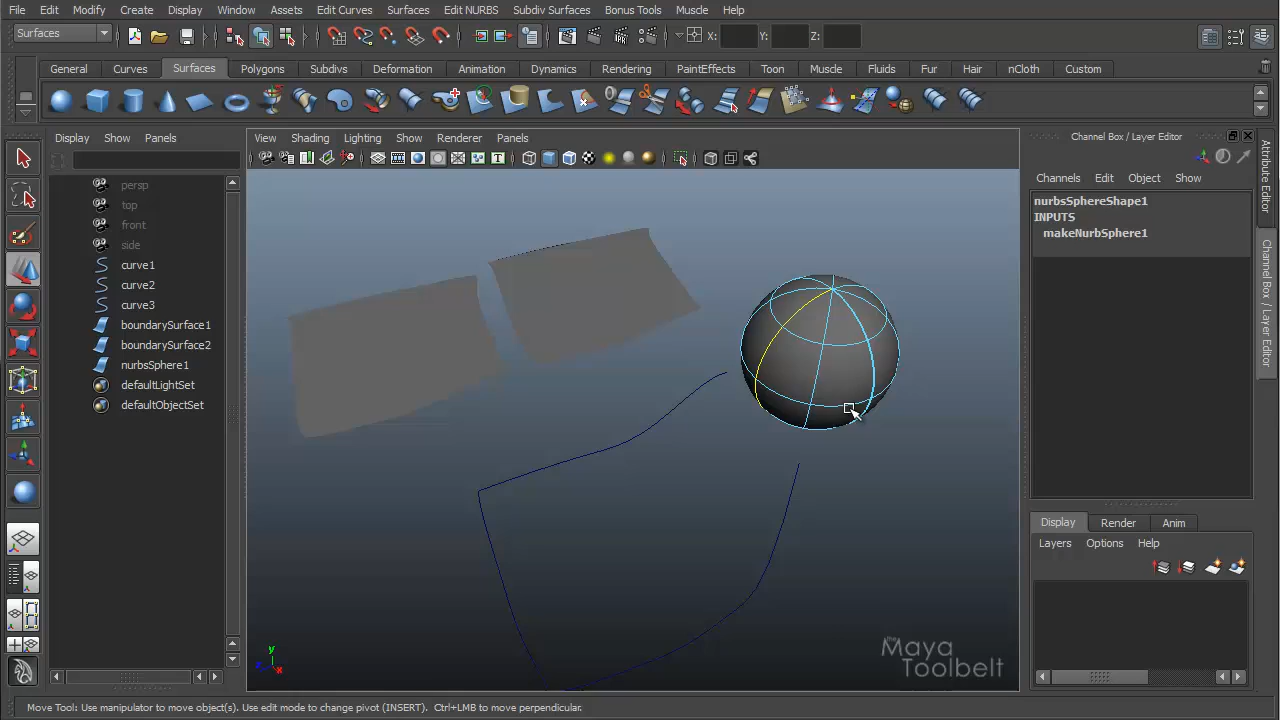 File Edit Modify Create Display Window Assets Edit Curves Surfaces Edit NURBS Subdiv Surfaces Bonus Tools Muscle Help
Surfaces X: Y: Z:
General Curves Surfaces Polygons Subdivs Deformation Animation Dynamics Rendering PaintEffects Toon Muscle Fluids Fur Hair nCloth Custom
Display Show Panels
View Shading Lighting Show Renderer Panels
Channel Box / Layer Editor
Channels Edit Object Show
persp
top
front
side
curve1
curve2
curve3
boundarySurface1
boundarySurface2
nurbsSphere1
defaultLightSet
defaultObjectSet
nurbsSphereShape1
INPUTS
makeNurbSphere1
Attribute Editor
Channel Box / Layer Editor
Display Render Anim
Layers Options Help
y
z x
the
Maya
Toolbelt
Move Tool: Use manipulator to move object(s). Use edit mode to change pivot (INSERT). Ctrl+LMB to move perpendicular.